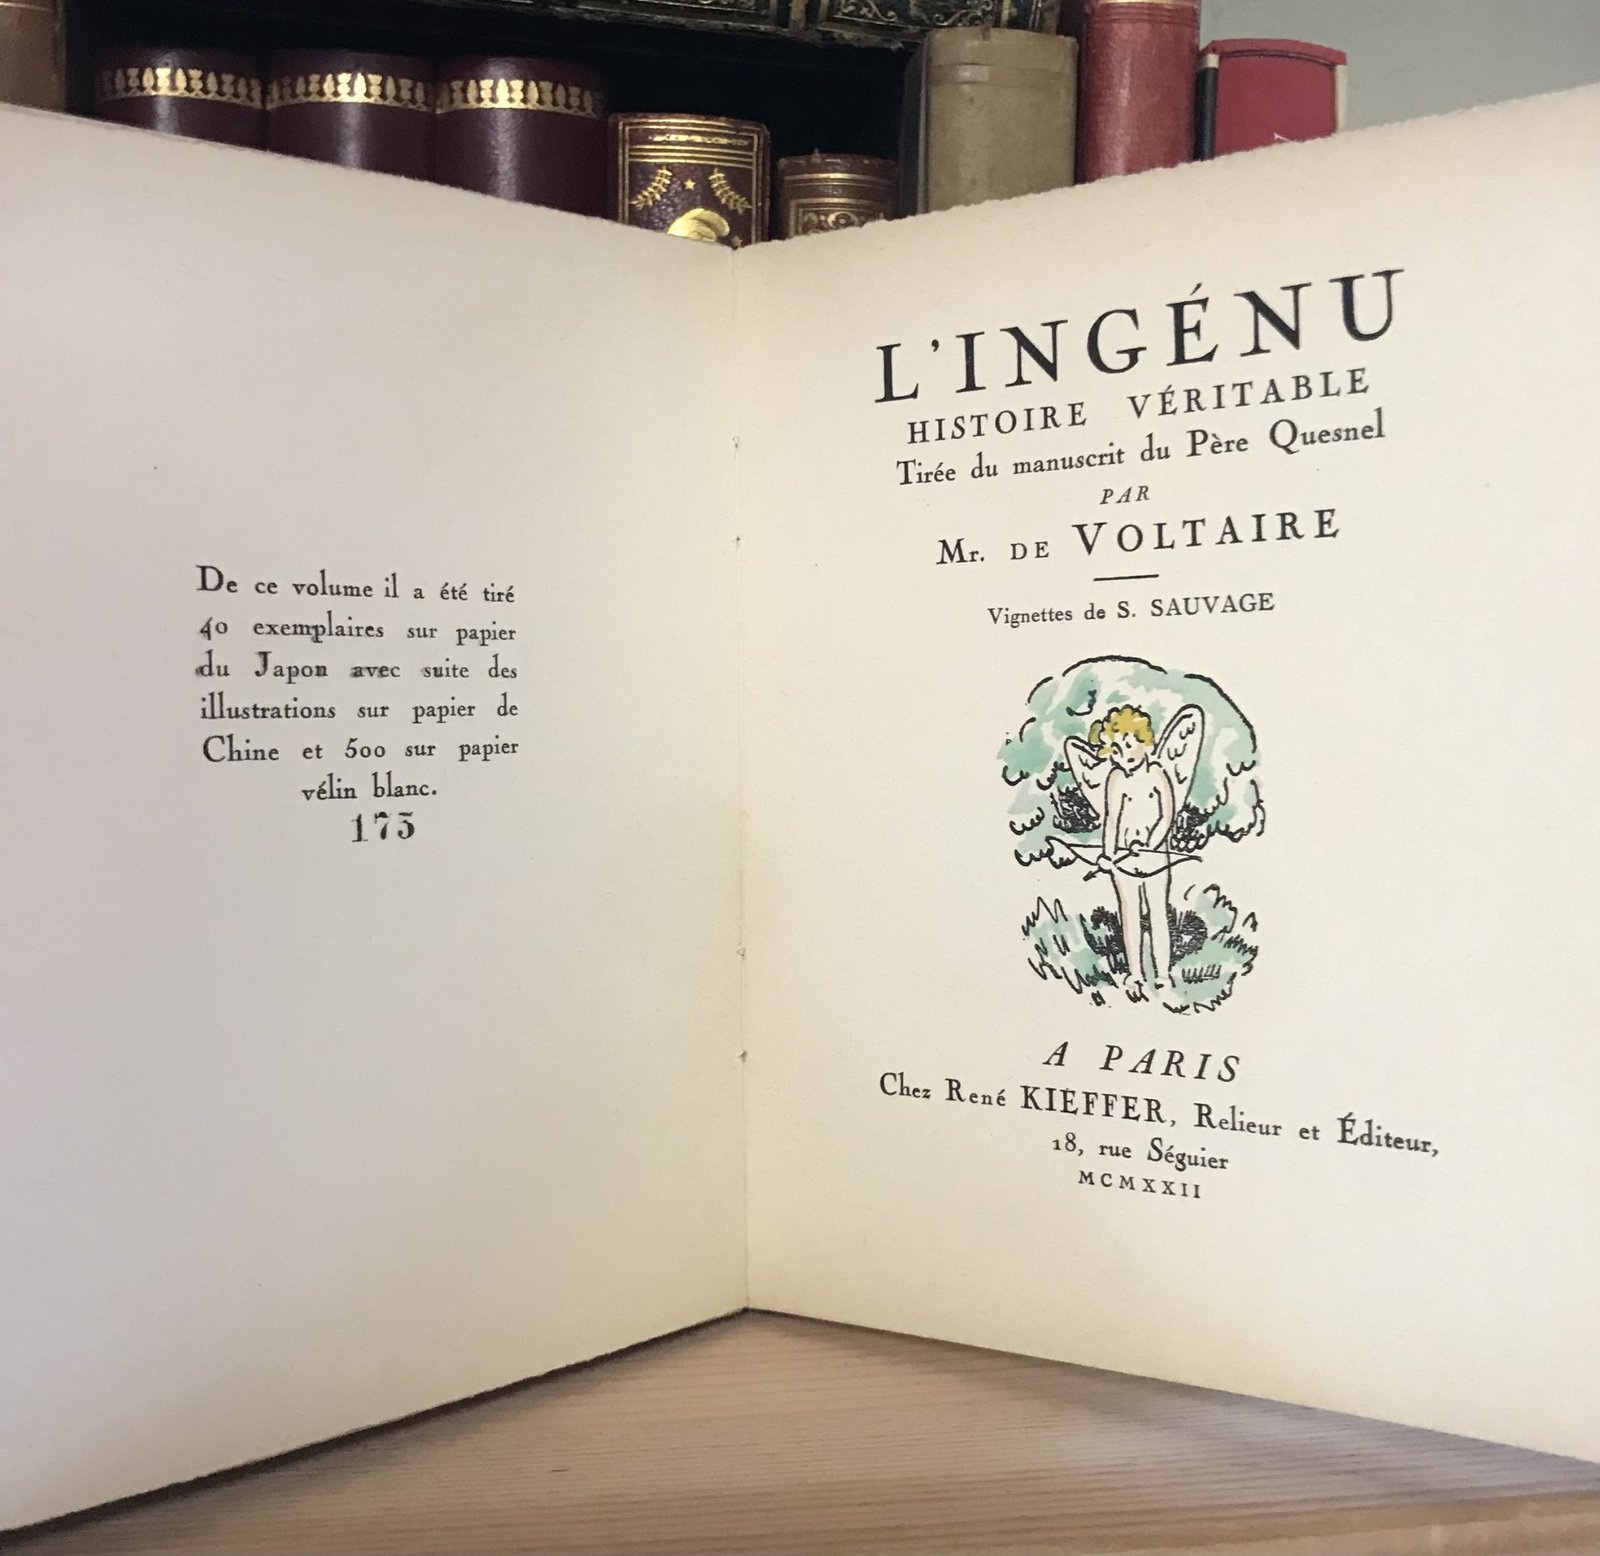 De ce volume il a été tiré
40 exemplaires sur papier
du Japon avec suite des
illustrations sur papier de
Chine et 500 sur papier
vélin blanc.
175
L'INGÉNU
HISTOIRE VÉRITABLE
Tirée du manuscrit du Père Quesnel
PAR
Mr. DE VOLTAIRE
Vignettes de S. SAUVAGE
A PARIS
Chez René KIEFFER, Relieur et Éditeur,
18, rue Séguier
MCMXXII